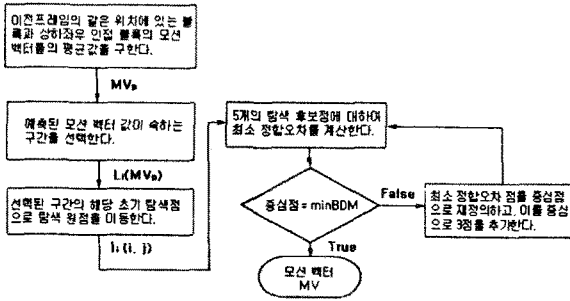 이전프레임의 같은 위치에 있는 블
록과 상하좌우 인접 블록의 모션
벡터들의 평균값을 구한다.
MVp
예측된 모션 벡터 값이 속하는
구간을 선택한다.
Li(MVp)
선택된 구간의 해당 초기 탐색점
으로 탐색 원점을 이동한다.
Ii(i, j)
5개의 탐색 후보점에 대하여
최소 정합오차를 계산한다.
중심점 = minBDM
False
최소 정합오차 점를 중심점
으로 재정의하고, 이를 중심
으로 3점를 추가한다.
True
모션 벡터
MV